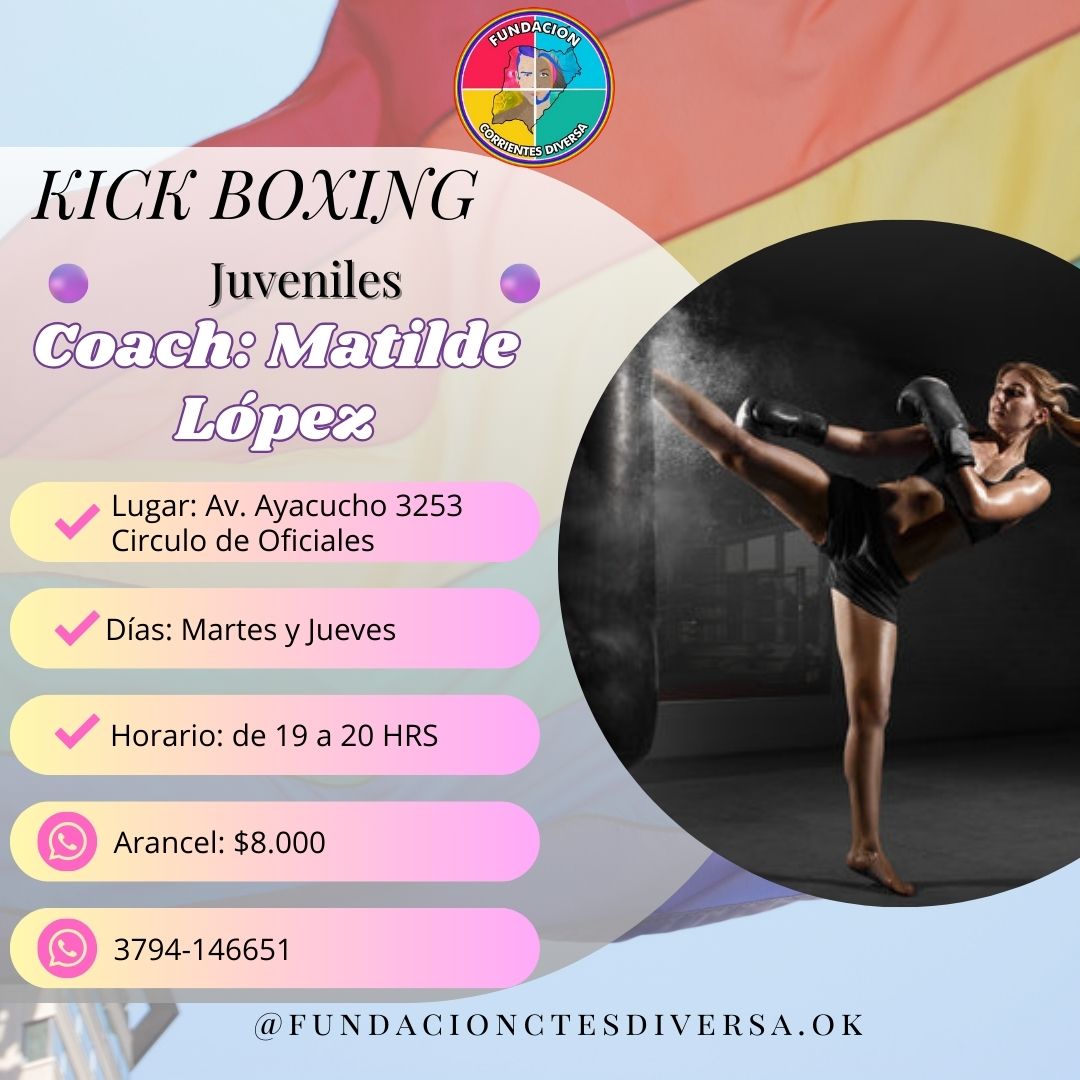 FUNDACION
CORRIENTES DIVERSA
KICK BOXING
Juveniles
Coach: Matilde
López
Lugar: Av. Ayacucho 3253
Circulo de Oficiales
Días: Martes y Jueves
Horario: de 19 a 20 HRS
Arancel: $8.000
3794-146651
@FUNDACIONCTESDIVERSA.OK